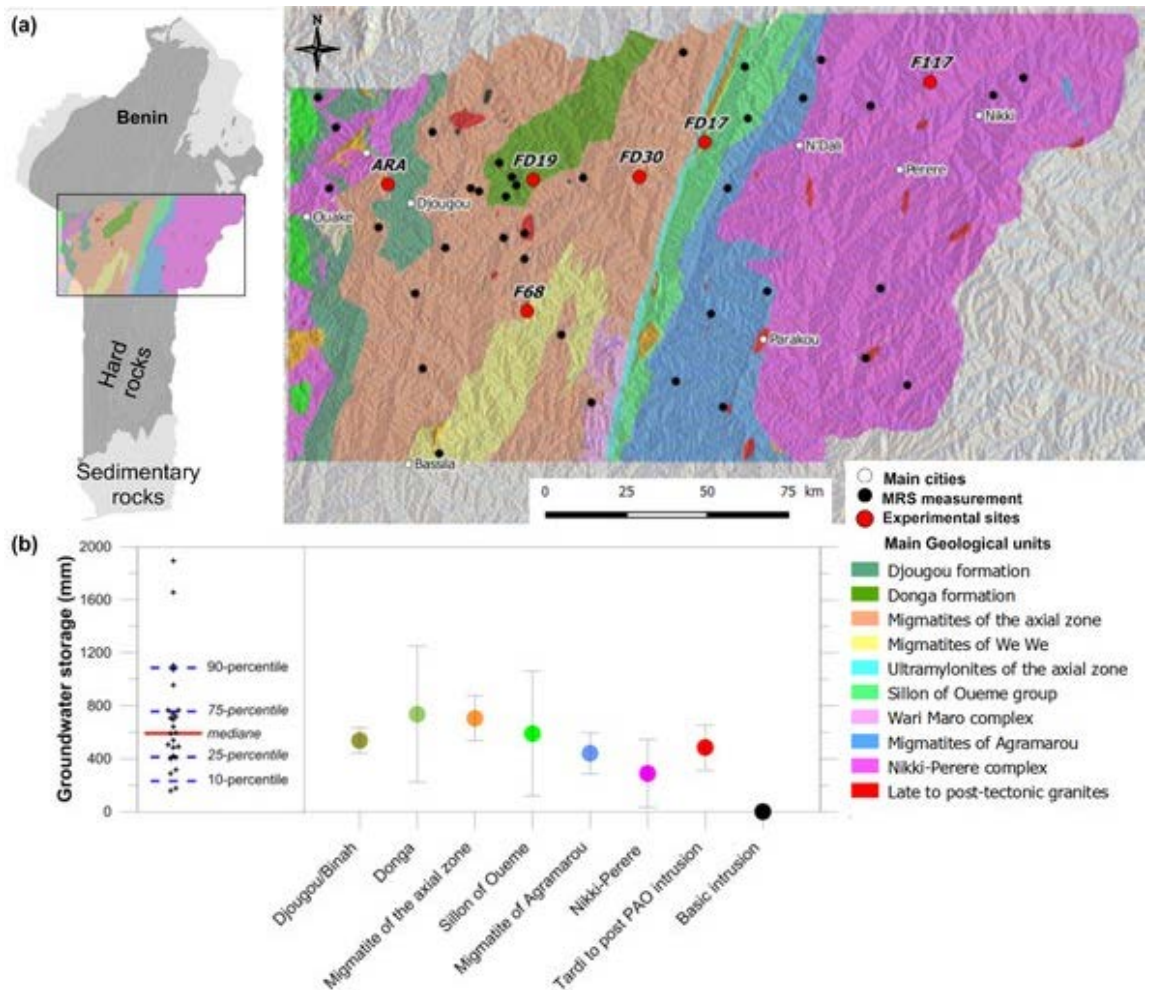 (a)
Benin
Hard
rocks
Sedimentary
rocks
N
F117
Nikki
FD17
N'Dali
Perere
ARA
FD19
FD30
Djougou
Ouake
F68
Parakou
Bassila
0 25 50 75 km
Main cities
MRS measurement
Experimental sites
Main Geological units
Djougou formation
Donga formation
Migmatites of the axial zone
Migmatites of We We
Ultramylonites of the axial zone
Sillon of Oueme group
Wari Maro complex
Migmatites of Agramarou
Nikki-Perere complex
Late to post-tectonic granites
(b)
Groundwater storage (mm)
2000
1600
1200
800
400
0
90-percentile
75-percentile
mediane
25-percentile
10-percentile
Djougou/Binah
Donga
Migmatite of the axial zone
Sillon of Oueme
Migmatite of Agramarou
Nikki-Perere
Tardi to post PAO intrusion
Basic intrusion